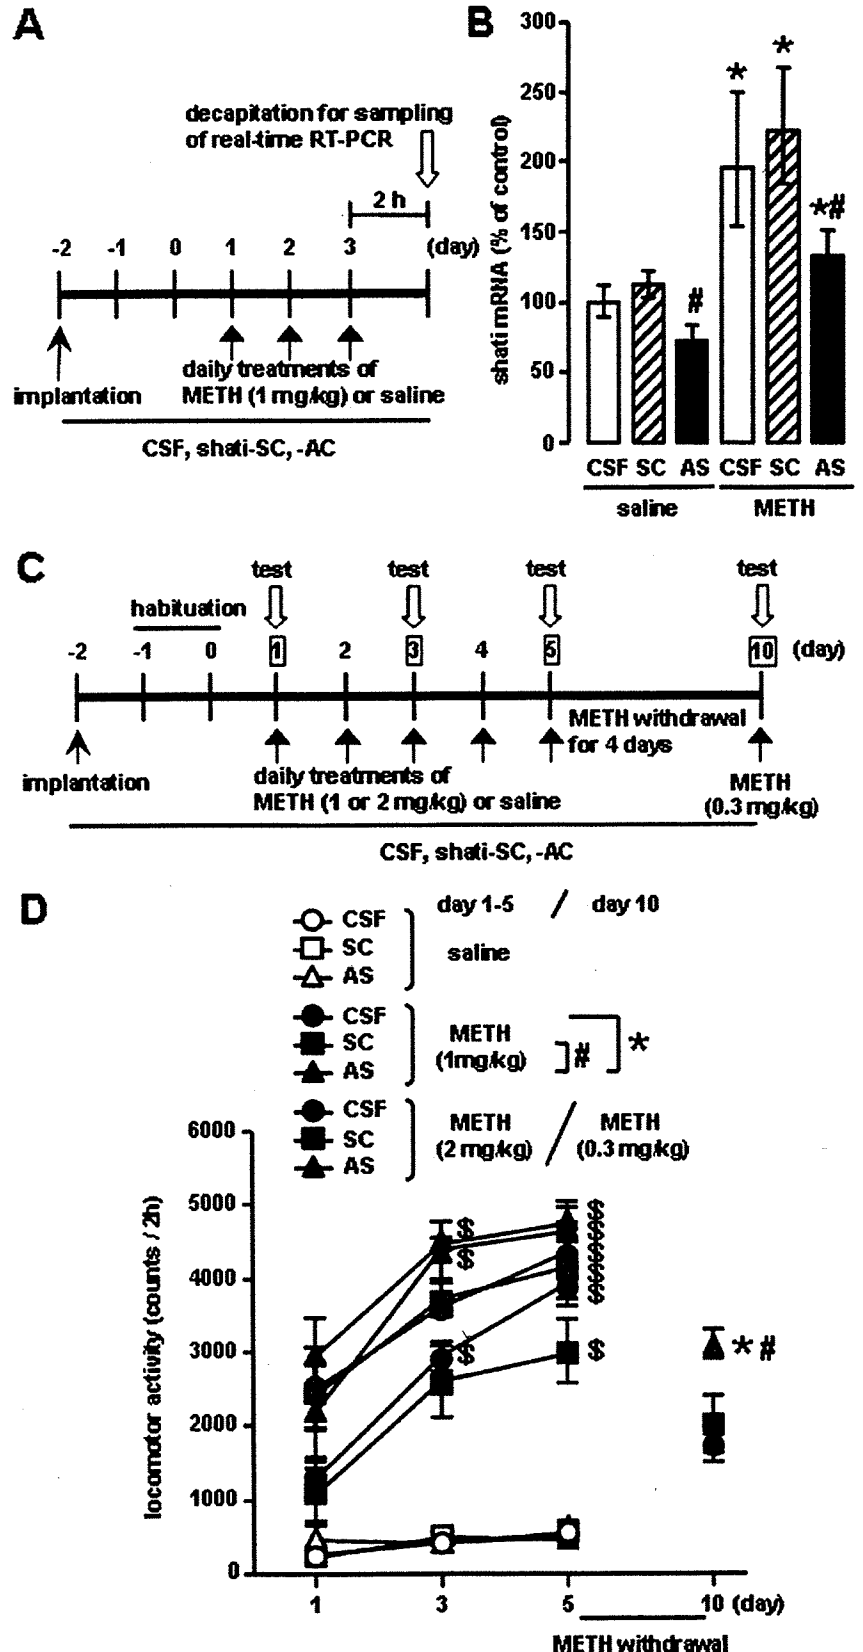 A
decapitation for sampling
of real-time RT-PCR
2 h
-2 -1 0 1 2 3 (day)
implantation
daily treatments of
METH (1 mg/kg) or saline
CSF, shati-SC, -AC
B
shati mRNA (% of control)
300
250
200
150
100
50
0
* * *# #
CSF SC AS CSF SC AS
saline METH
C
test test test test
habituation
-2 -1 0 1 2 3 4 5 10 (day)
METH withdrawal
for 4 days
implantation
daily treatments of
METH (1 or 2 mg/kg) or saline
METH
(0.3 mg/kg)
CSF, shati-SC, -AC
D
day 1-5 / day 10
CSF
SC
AS
saline
CSF
SC
AS
METH
(1mg/kg)
# *
CSF
SC
AS
METH
(2 mg/kg)
/
METH
(0.3 mg/kg)
locomotor activity (counts / 2h)
6000
5000
4000
3000
2000
1000
0
$
$
$
$
$
$
$
$
$
* #
1 3 5 10 (day)
METH withdrawal